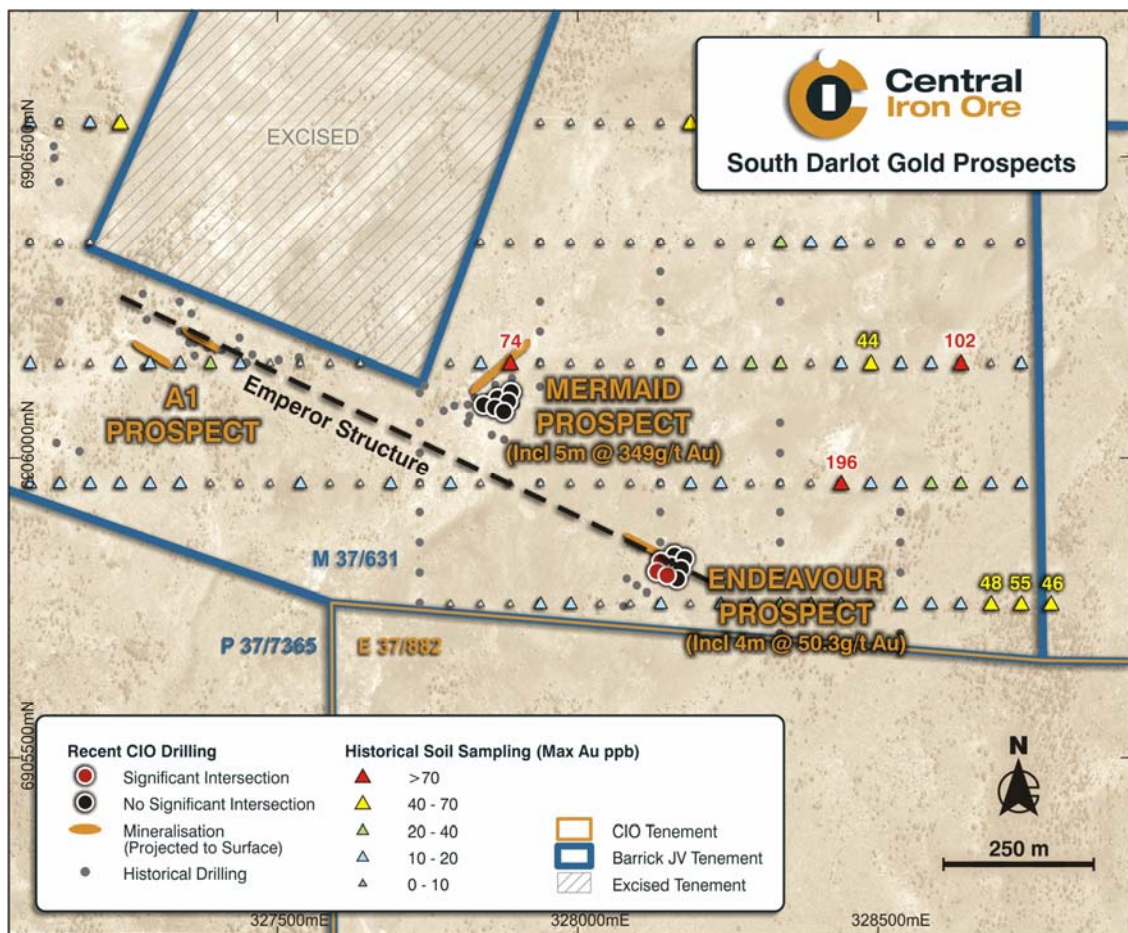 Central
Iron Ore
South Darlot Gold Prospects
EXCISED
6906500mN
74
44
102
A1
PROSPECT
Emperor Structure
MERMAID
PROSPECT
(Incl 5m @ 349g/t Au)
6906000mN
196
M 37/631
ENDEAVOUR
PROSPECT
(Incl 4m @ 50.3g/t Au)
48 55 46
P 37/7365
E 37/882
6905500mN
Recent CIO Drilling
Significant Intersection
No Significant Intersection
Mineralisation
(Projected to Surface)
Historical Drilling
Historical Soil Sampling (Max Au ppb)
>70
40 - 70
20 - 40
10 - 20
0 - 10
CIO Tenement
Barrick JV Tenement
Excised Tenement
N
250 m
327500mE
328000mE
328500mE